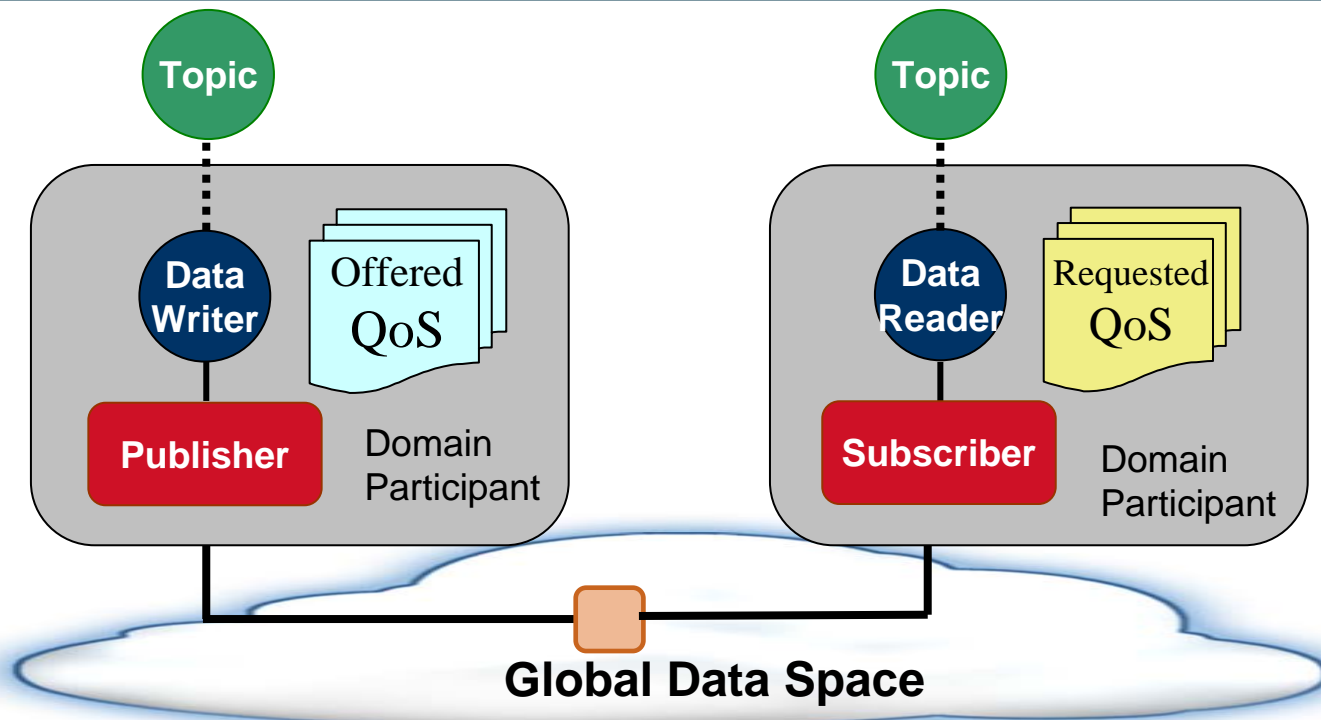 Topic
Data
Writer
Offered
QoS
Publisher
Domain
Participant
Topic
Data
Reader
Requested
QoS
Subscriber
Domain
Participant
Global Data Space